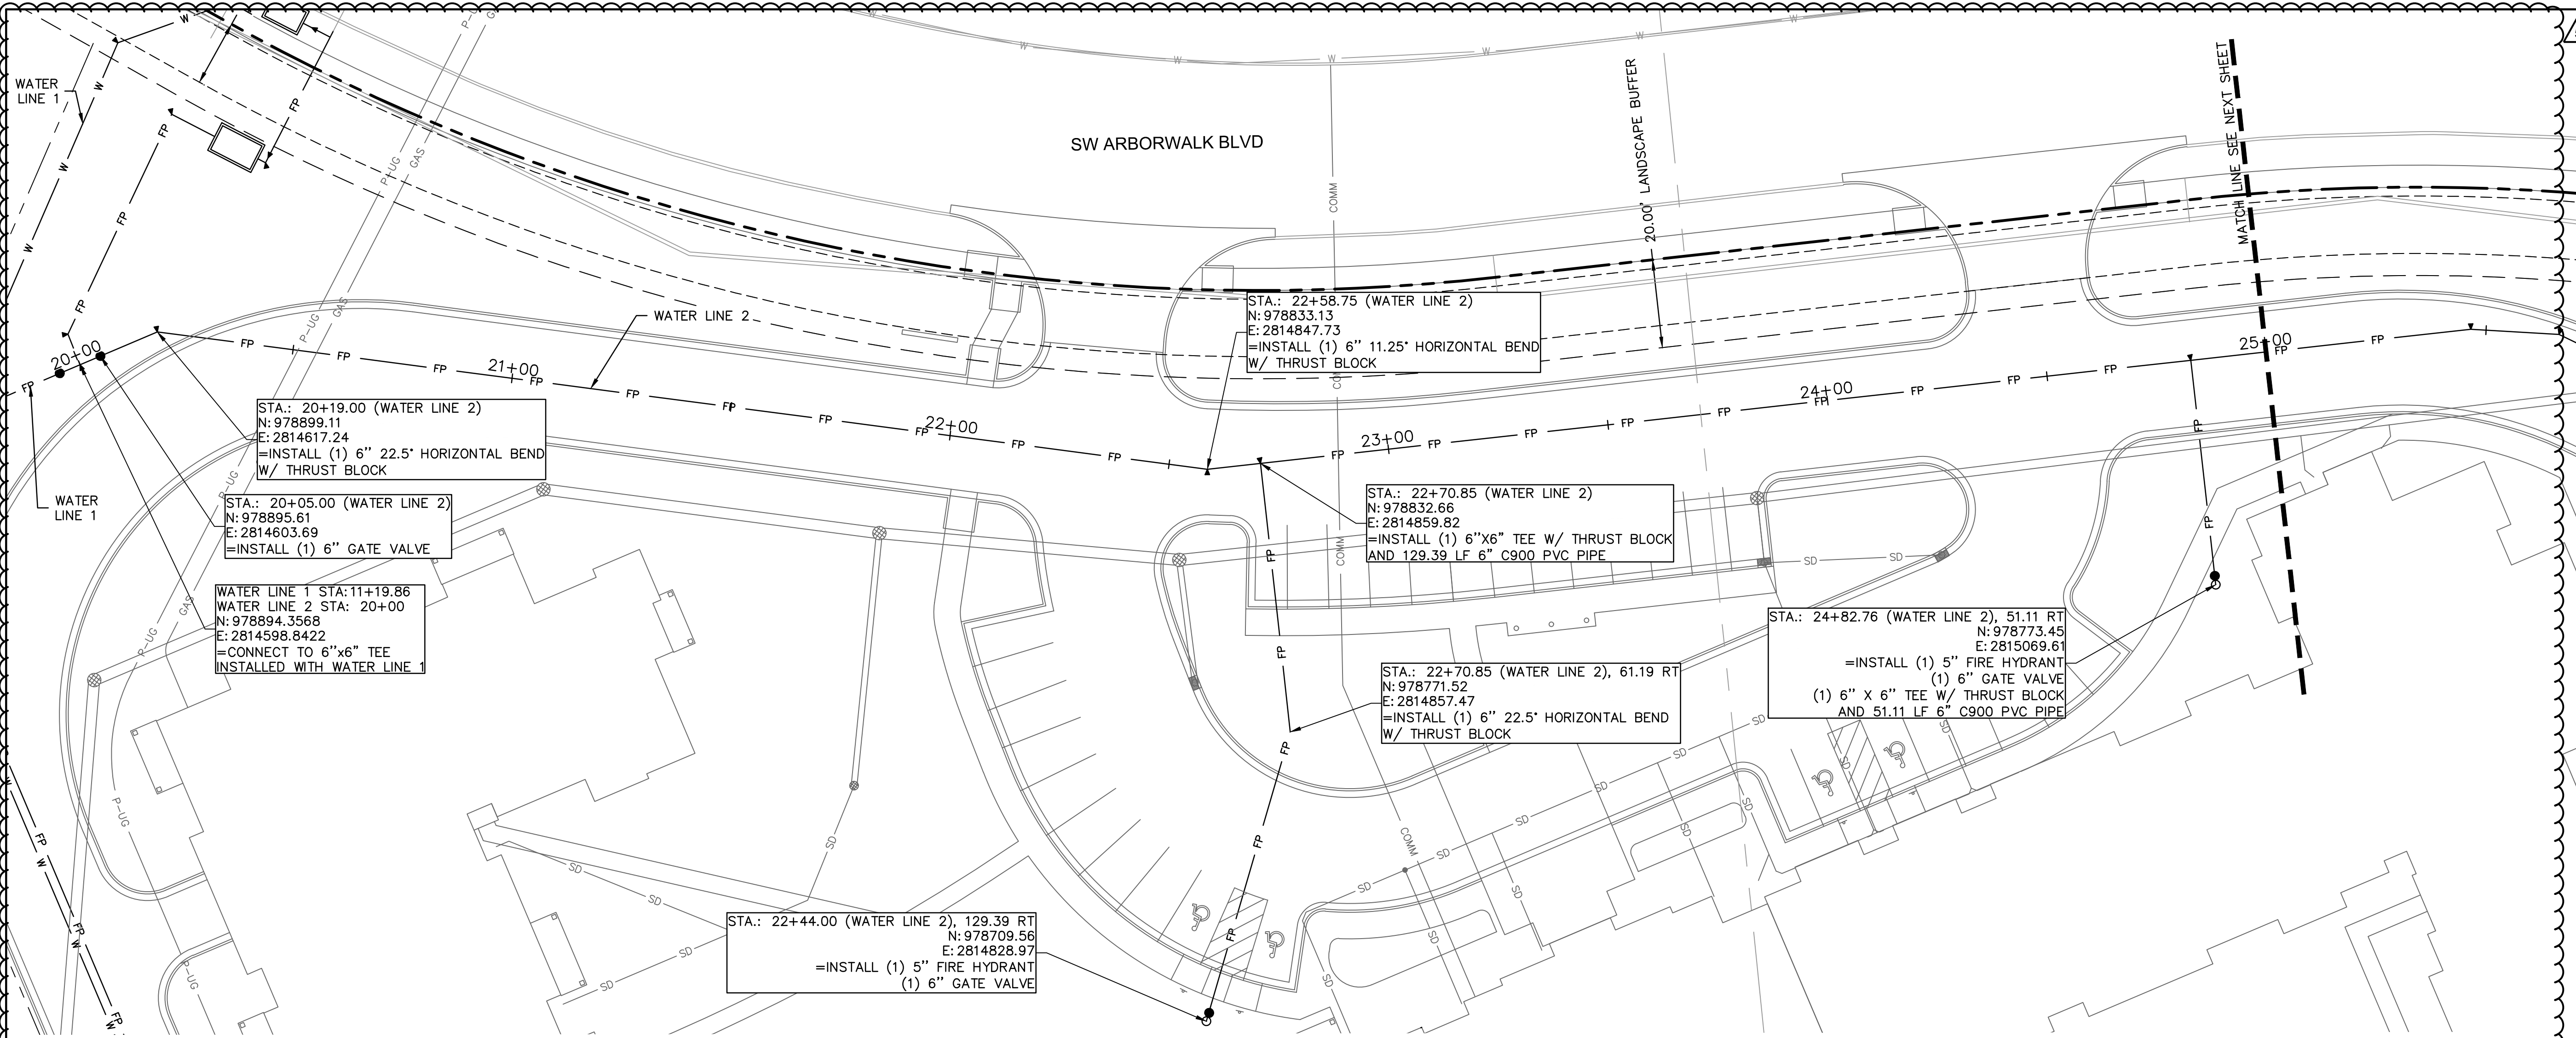 WATER
LINE 1
SW ARBORWALK BLVD
20.00' LANDSCAPE BUFFER
MATCH LINE SEE NEXT SHEET
WATER LINE 2
20+00
21+00
22+00
23+00
24+00
25+00
STA.: 22+58.75 (WATER LINE 2)
N: 978833.13
E: 2814847.73
=INSTALL (1) 6'' 11.25° HORIZONTAL BEND
W/ THRUST BLOCK
STA.: 20+19.00 (WATER LINE 2)
N: 978899.11
E: 2814617.24
=INSTALL (1) 6'' 22.5° HORIZONTAL BEND
W/ THRUST BLOCK
WATER
LINE 1
STA.: 20+05.00 (WATER LINE 2)
N: 978895.61
E: 2814603.69
=INSTALL (1) 6'' GATE VALVE
WATER LINE 1 STA: 11+19.86
WATER LINE 2 STA: 20+00
N: 978894.3568
E: 2814598.8422
=CONNECT TO 6''x6" TEE
INSTALLED WITH WATER LINE 1
STA.: 22+70.85 (WATER LINE 2)
N: 978832.66
E: 2814859.82
=INSTALL (1) 6''X6" TEE W/ THRUST BLOCK
AND 129.39 LF 6" C900 PVC PIPE
STA.: 22+70.85 (WATER LINE 2), 61.19 RT
N: 978771.52
E: 2814857.47
=INSTALL (1) 6'' 22.5° HORIZONTAL BEND
W/ THRUST BLOCK
STA.: 24+82.76 (WATER LINE 2), 51.11 RT
N: 978773.45
E: 2815069.61
=INSTALL (1) 5'' FIRE HYDRANT
(1) 6'' GATE VALVE
(1) 6'' X 6'' TEE W/ THRUST BLOCK
AND 51.11 LF 6" C900 PVC PIPE
STA.: 22+44.00 (WATER LINE 2), 129.39 RT
N: 978709.56
E: 2814828.97
=INSTALL (1) 5'' FIRE HYDRANT
(1) 6'' GATE VALVE
W
FP
P-UG
GAS
COMM
SD